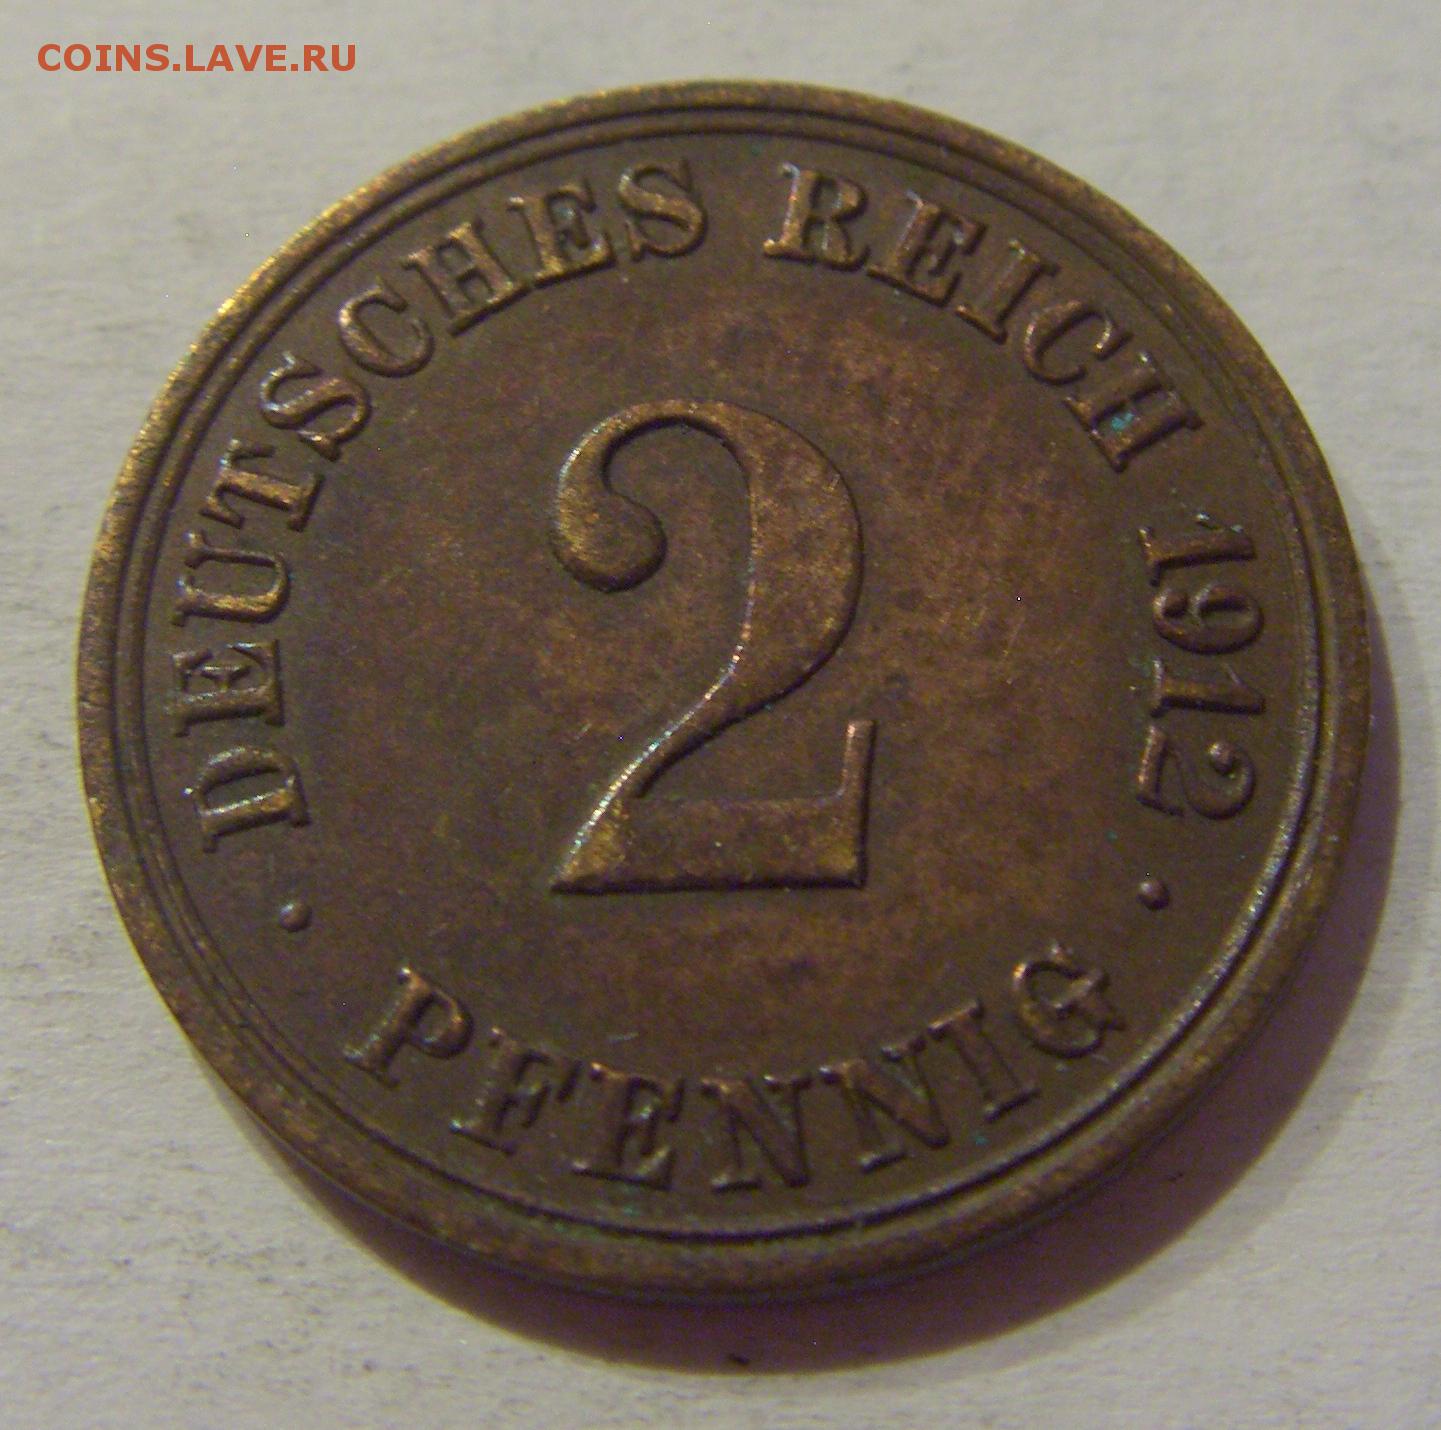 COINS.LAVE.RU
DEUTSCHES REICH 1912
2
· PFENNIG ·